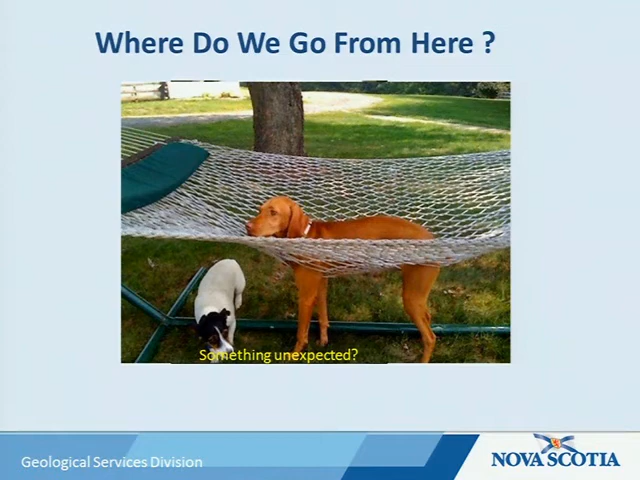 Where Do We Go From Here ?
Something unexpected?
Geological Services Division
NOVA SCOTIA